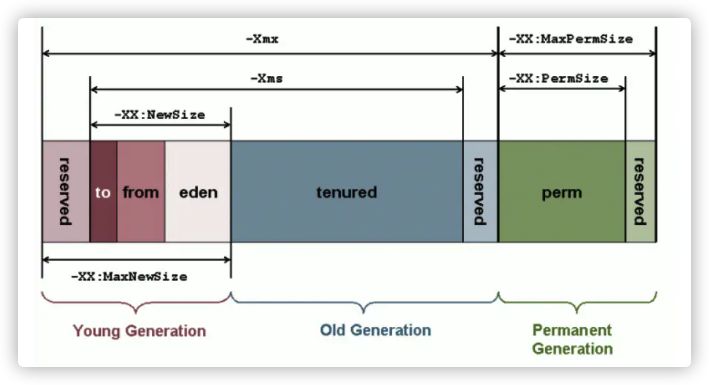 -Xmx
-XX:MaxPermSize
-Xms
-XX:PermSize
-XX:NewSize
reserved
to
from
eden
tenured
reserved
perm
reserved
-XX:MaxNewSize
Young Generation
Old Generation
Permanent
Generation